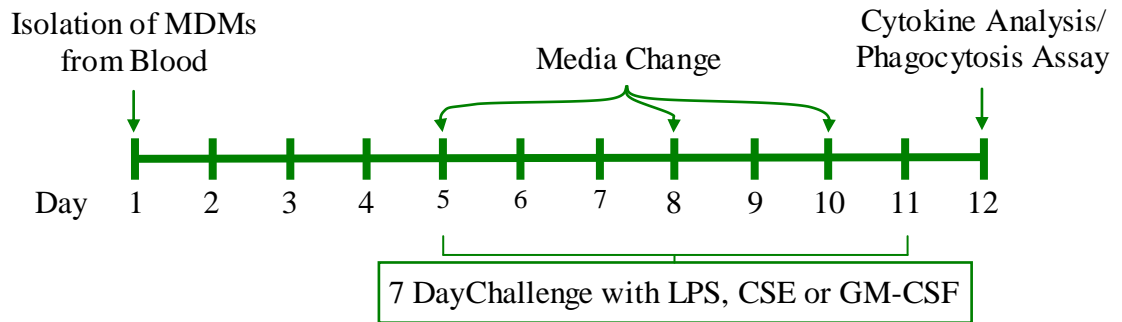 Isolation of MDMs
from Blood
Media Change
Cytokine Analysis/
Phagocytosis Assay
Day 1 2 3 4 5 6 7 8 9 10 11 12
7 DayChallenge with LPS, CSE or GM-CSF